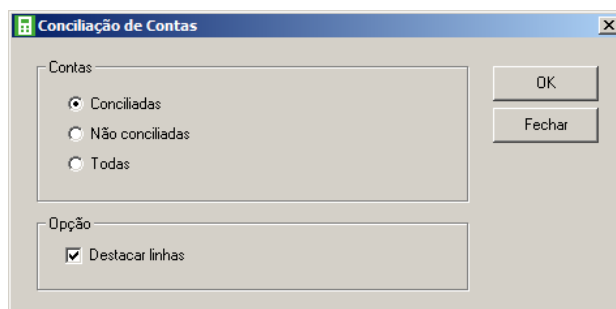 Conciliação de Contas
Contas
Conciliadas
Não conciliadas
Todas
OK
Fechar
Opção
Destacar linhas